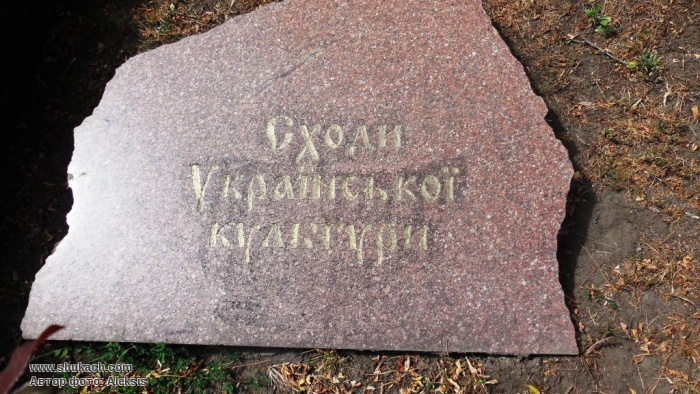 Сходи
Української
культури
www.shukach.com
Автор фото: Aleksis